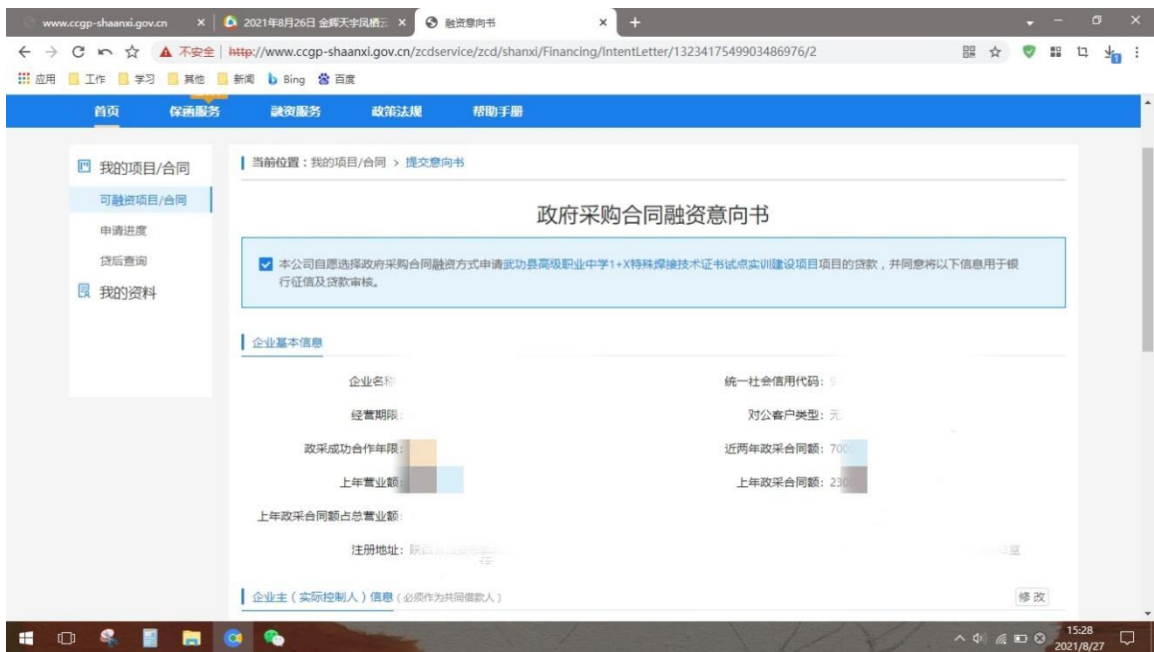 www.ccgp-shaanxi.gov.cn
2021年8月26日 金辉天字凤栖云
融资意向书
不安全 http://www.ccgp-shaanxi.gov.cn/zcdservice/zcd/shanxi/Financing/IntentLetter/1323417549903486976/2
应用 工作 学习 其他 新闻 Bing 百度
首页 保函服务 融资服务 政策法规 帮助手册
我的项目/合同
可融资项目/合同
申请进度
贷后查询
我的资料
当前位置：我的项目/合同 > 提交意向书
政府采购合同融资意向书
本公司自愿选择政府采购合同融资方式申请武功县高级职业中学1+X特殊焊接技术证书试点实训建设项目项目的贷款，并同意将以下信息用于银
行征信及贷款审核。
企业基本信息
企业名称 统一社会信用代码：9
经营期限： 对公客户类型：无
政采成功合作年限： 近两年政采合同额：700
上年营业额： 上年政采合同额：230
上年政采合同额占总营业额：
注册地址：陕 室
企业主（实际控制人）信息（必须作为共同借款人） 修改
15:28
2021/8/27